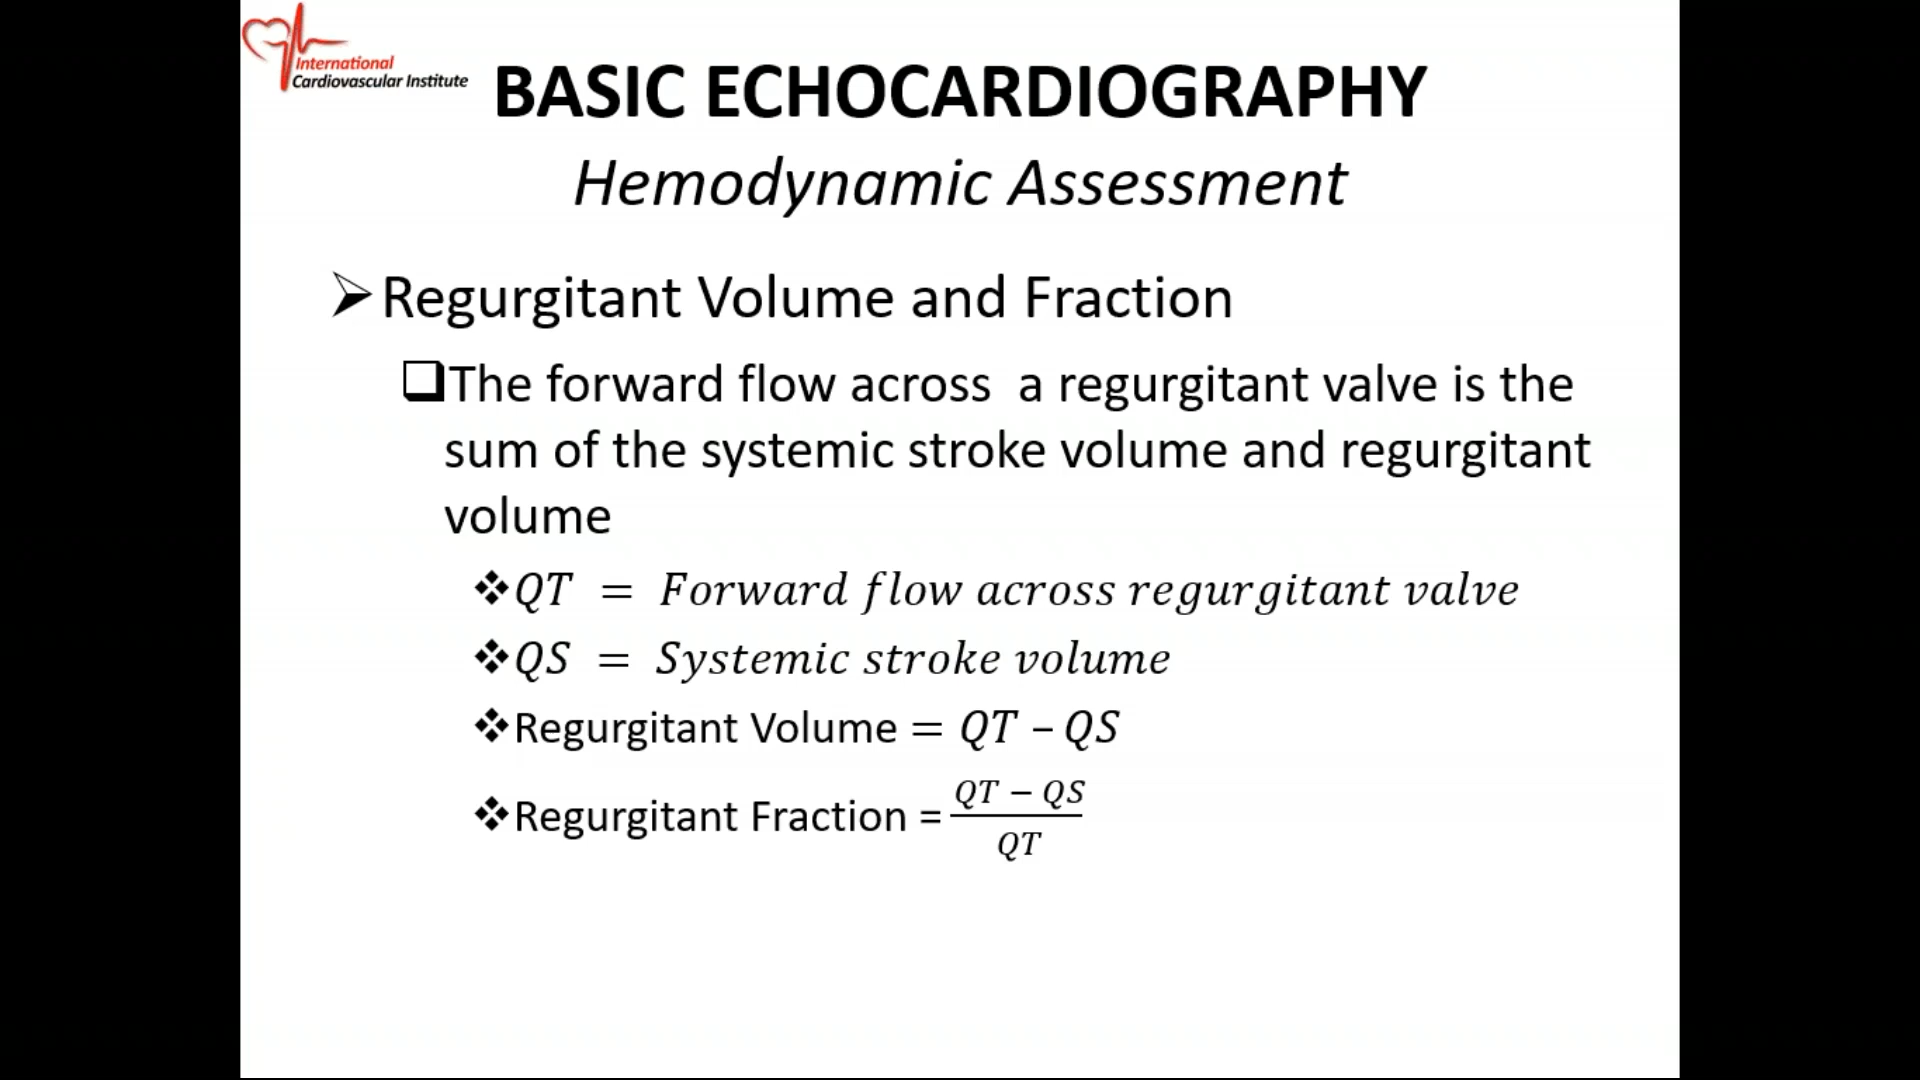 International
Cardiovascular Institute
BASIC ECHOCARDIOGRAPHY
Hemodynamic Assessment
Regurgitant Volume and Fraction
The forward flow across a regurgitant valve is the
sum of the systemic stroke volume and regurgitant
volume
QT = Forward flow across regurgitant valve
QS = Systemic stroke volume
Regurgitant Volume = QT – QS
Regurgitant Fraction = QT − QS
QT